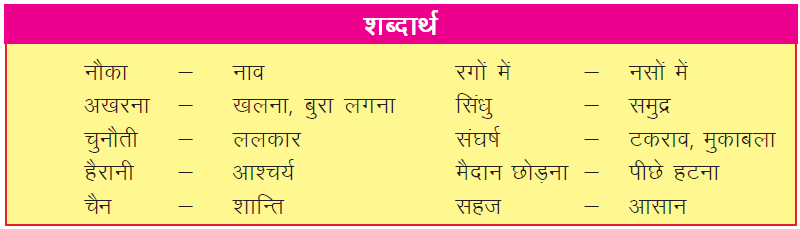 शब्दार्थ
नौका – नाव रगों में – नसों में
अखरना – खलना, बुरा लगना सिंधु – समुद्र
चुनौती – ललकार संघर्ष – टकराव, मुकाबला
हैरानी – आश्चर्य मैदान छोड़ना – पीछे हटना
चैन – शान्ति सहज – आसान